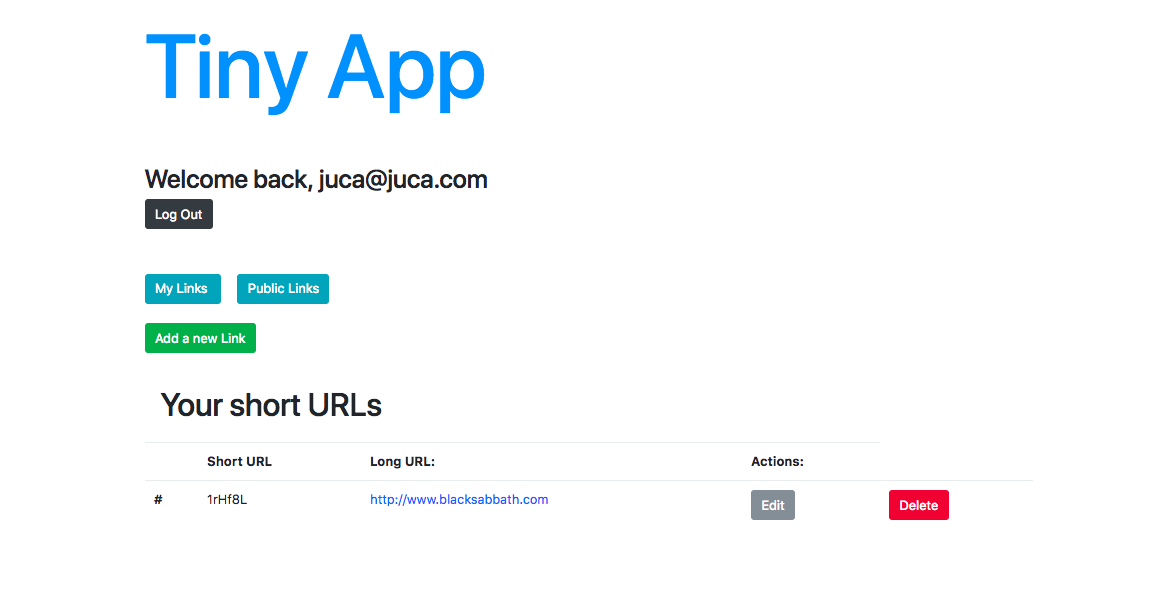 Tiny App
Welcome back, juca@juca.com
Log Out
My Links Public Links
Add a new Link
Your short URLs
Short URL Long URL: Actions:
# 1rHf8L http://www.blacksabbath.com Edit Delete